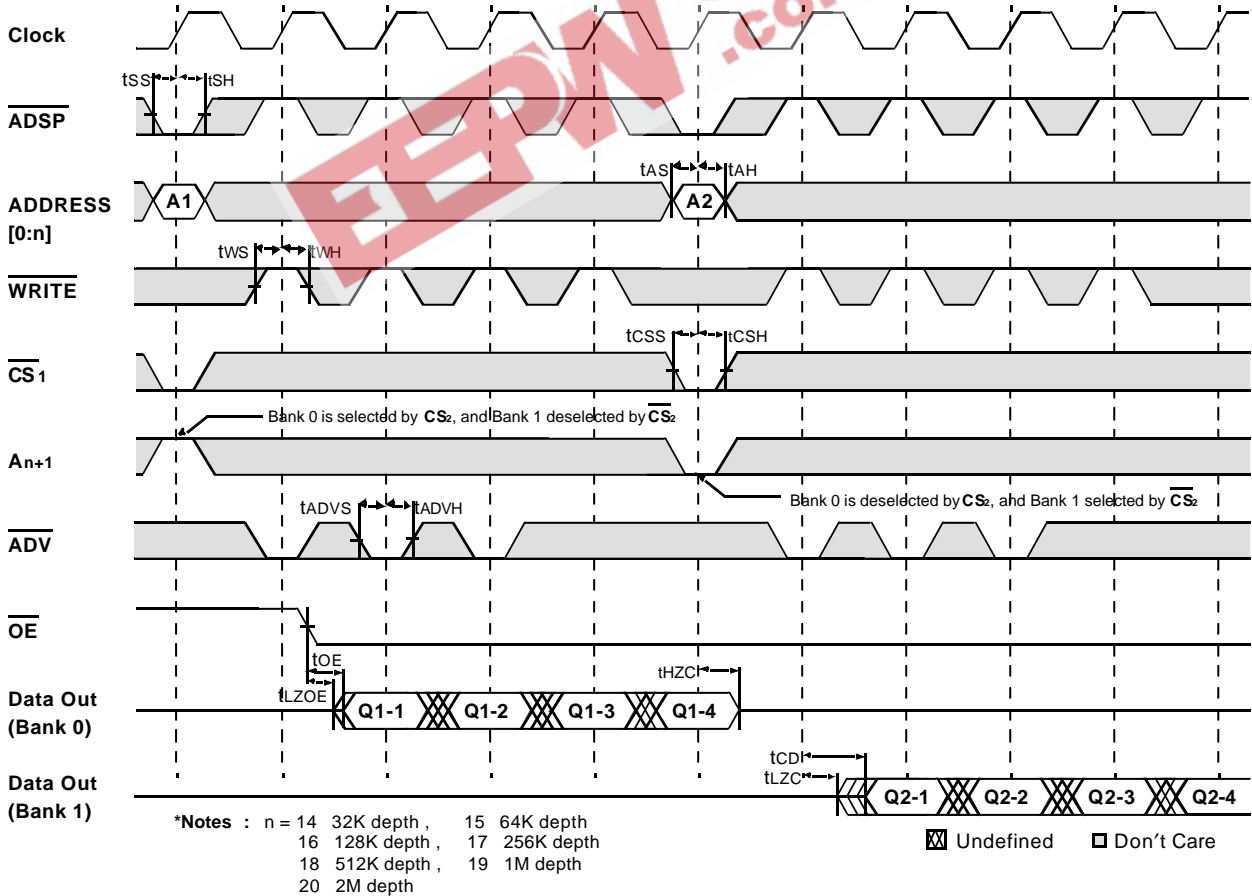 Clock
tSS tSH
ADSP
tAS tAH
ADDRESS
[0:n]
A1 A2
tWS tWH
WRITE
tCSS tCSH
CS1
Bank 0 is selected by CS2, and Bank 1 deselected by CS2
An+1
Bank 0 is deselected by CS2, and Bank 1 selected by CS2
tADVS tADVH
ADV
OE
tOE
tHZC
tLZOE
Data Out
(Bank 0)
Q1-1 Q1-2 Q1-3 Q1-4
tCD
tLZC
Data Out
(Bank 1)
Q2-1 Q2-2 Q2-3 Q2-4
*Notes : n = 14 32K depth , 15 64K depth
16 128K depth , 17 256K depth
18 512K depth , 19 1M depth
20 2M depth
Undefined Don't Care
EEPW .com